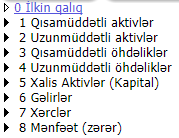 0 İlkin qalıq
1 Qısamüddətli aktivlər
2 Uzunmüddətli aktivlər
3 Qısamüddətli öhdəliklər
4 Uzunmüddətli öhdəliklər
5 Xalis Aktivlər (Kapital)
6 Gəlirlər
7 Xərclər
8 Mənfəət (zərər)